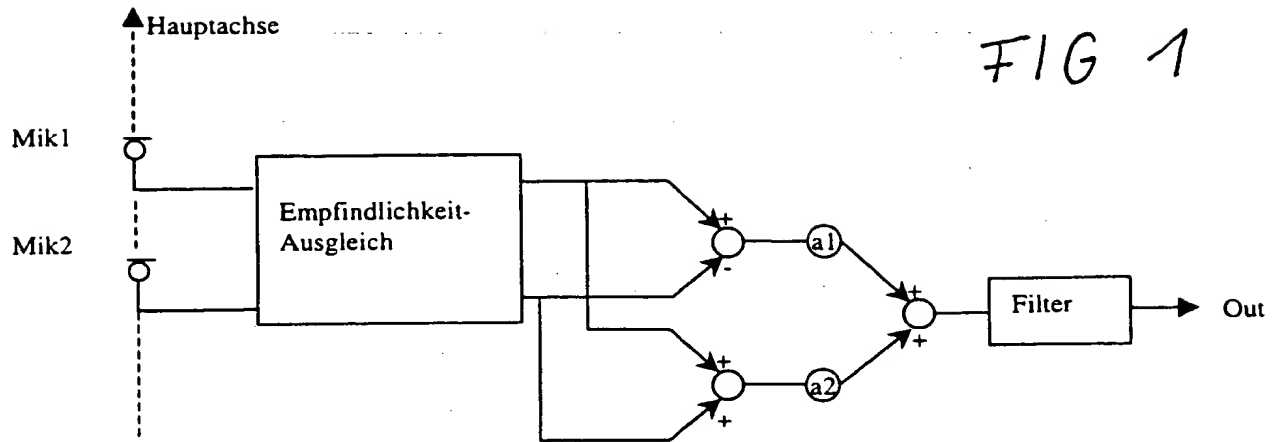 Hauptachse
FIG 1
Mik1
Empfindlichkeit-
Ausgleich
Mik2
+
-
a1
+
+
Filter
Out
+
+
a2